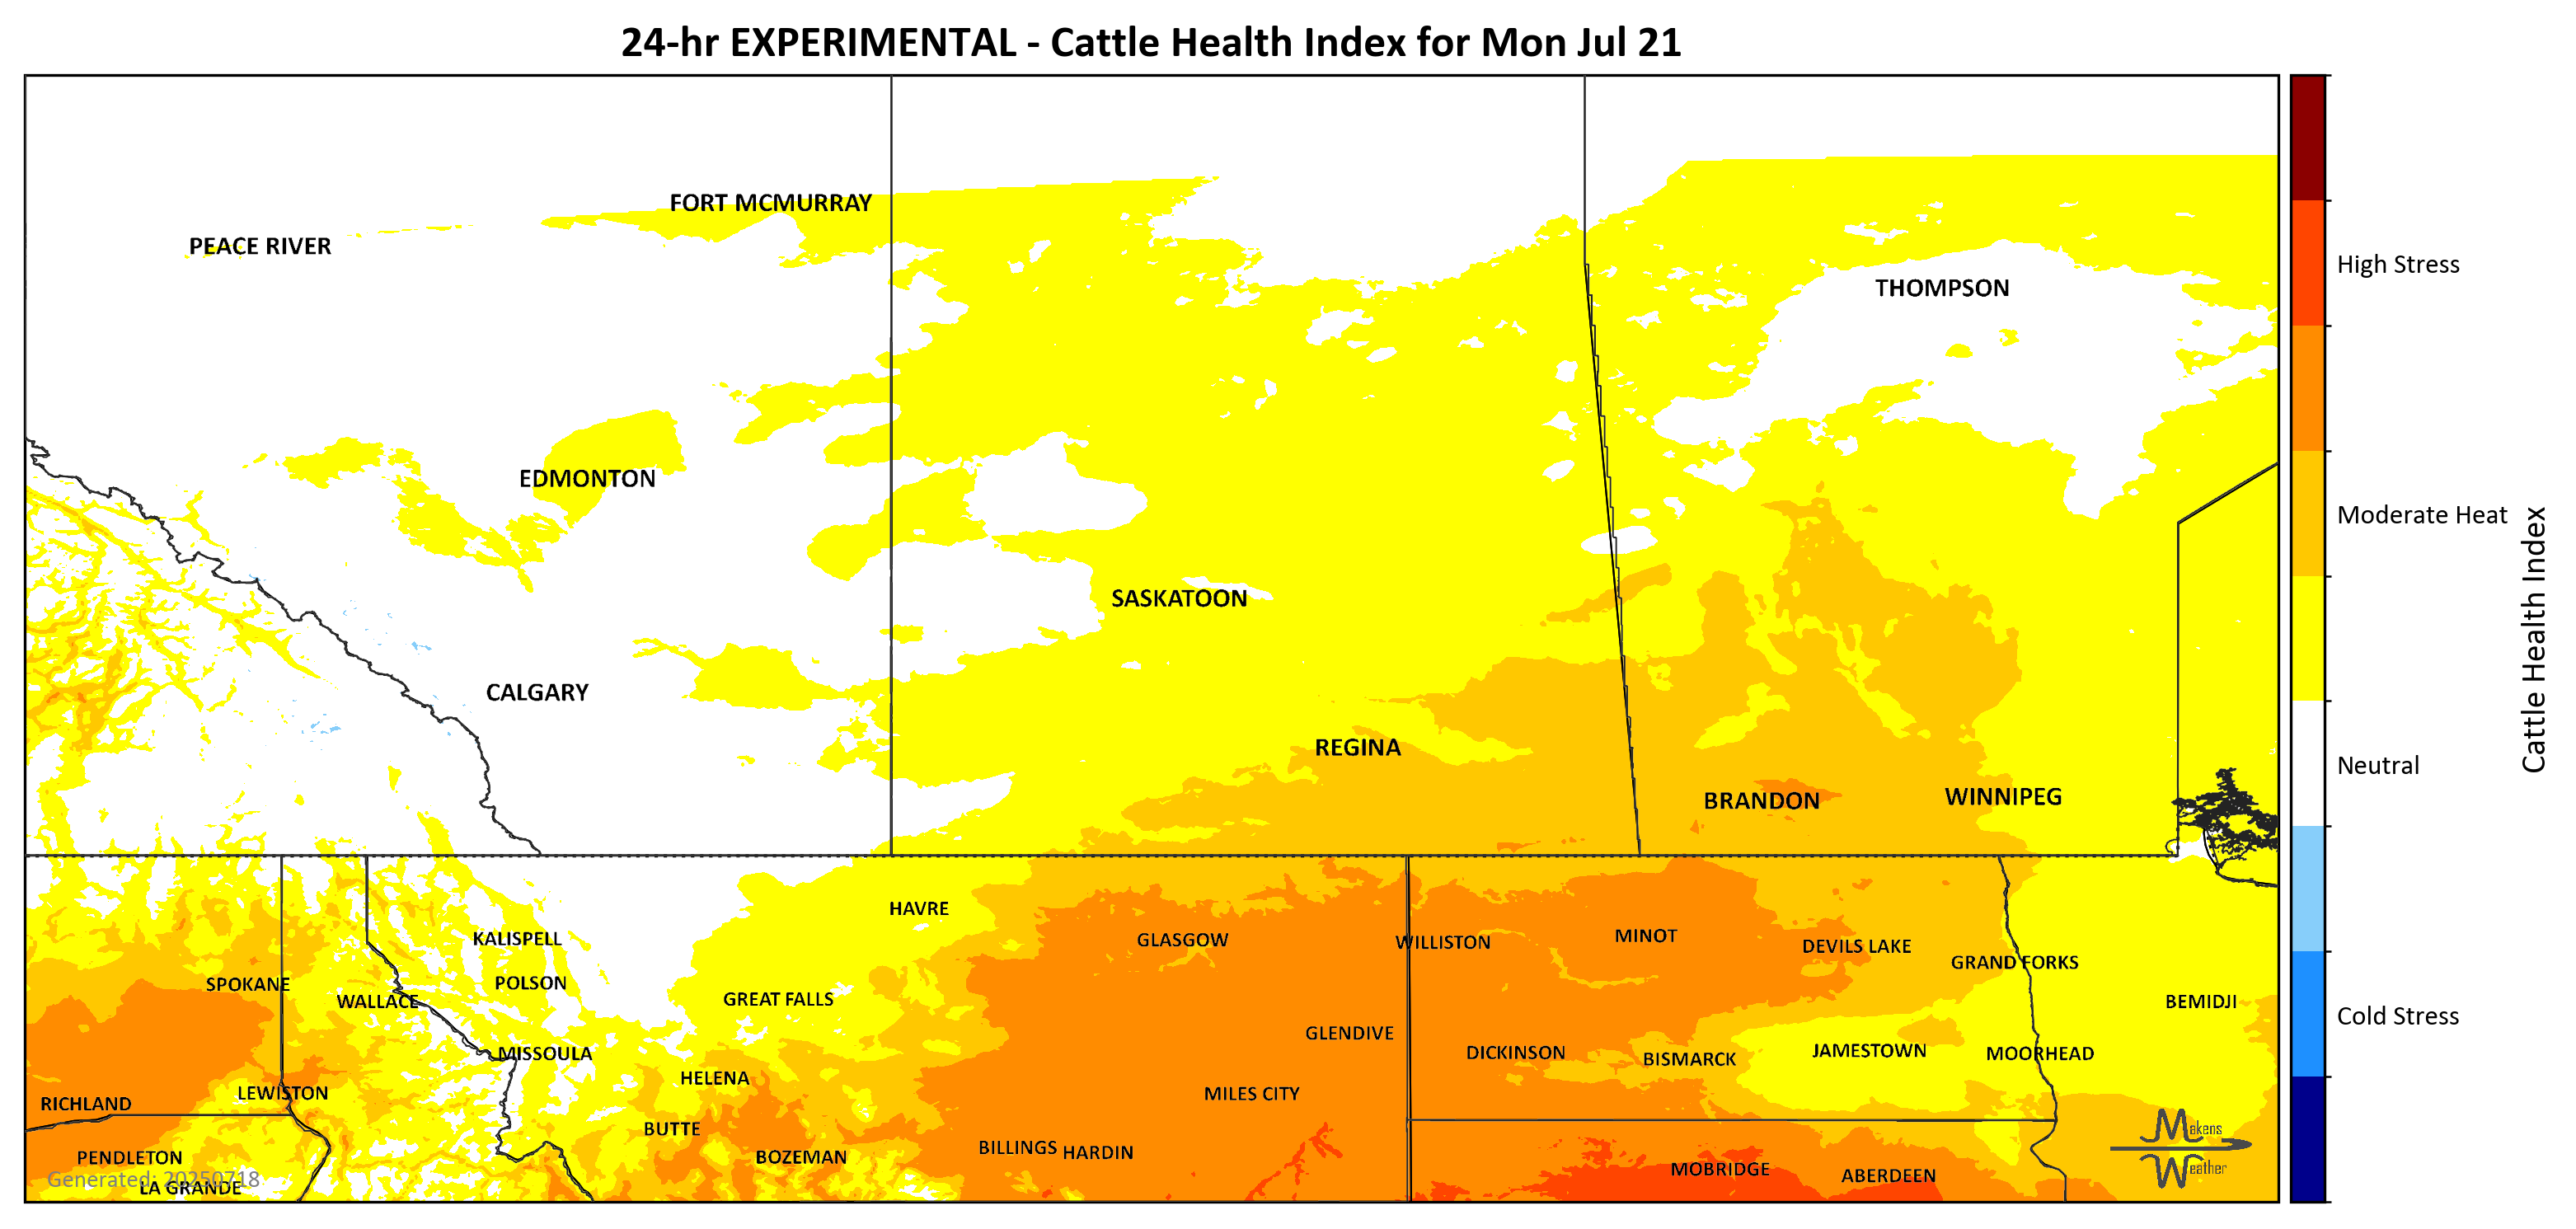 24-hr EXPERIMENTAL - Cattle Health Index for Mon Jul 21
FORT MCMURRAY
PEACE RIVER
THOMPSON
High Stress
EDMONTON
Moderate Heat
SASKATOON
CALGARY
REGINA
Neutral
BRANDON
WINNIPEG
Cattle Health Index
HAVRE
KALISPELL
GLASGOW
WILLISTON
MINOT
DEVILS LAKE
GRAND FORKS
SPOKANE
POLSON
WALLACE
GREAT FALLS
BEMIDJI
Cold Stress
GLENDIVE
MISSOULA
DICKINSON
BISMARCK
JAMESTOWN
MOORHEAD
HELENA
LEWISTON
MILES CITY
RICHLAND
BUTTE
Makens
Weather
BILLINGS
HARDIN
PENDLETON
BOZEMAN
MOBRIDGE
ABERDEEN
Generated: 20250718
LA GRANDE